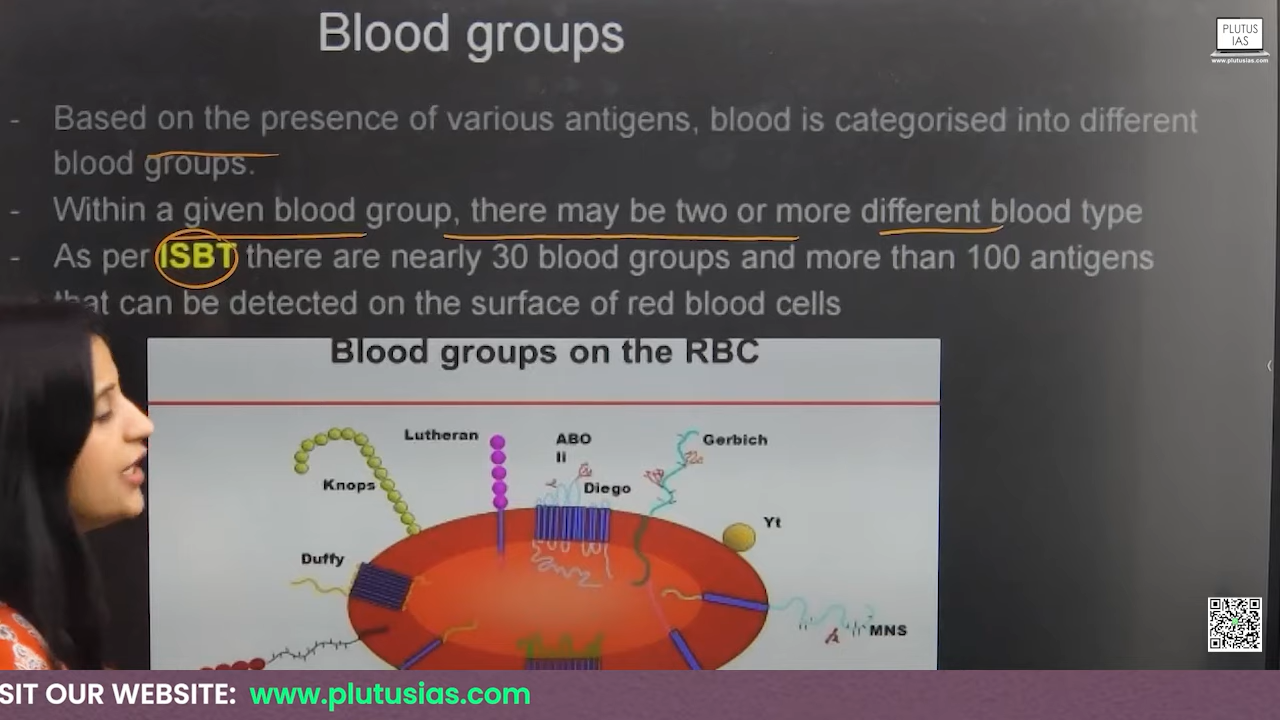 Blood groups
PLUTUS
IAS
www.plutusias.com
- Based on the presence of various antigens, blood is categorised into different
blood groups.
- Within a given blood group, there may be two or more different blood type
- As per ISBT there are nearly 30 blood groups and more than 100 antigens
that can be detected on the surface of red blood cells
Blood groups on the RBC
Lutheran
ABO
Ii
Gerbich
Knops
Diego
Yt
Duffy
MNS
SIT OUR WEBSITE: www.plutusias.com